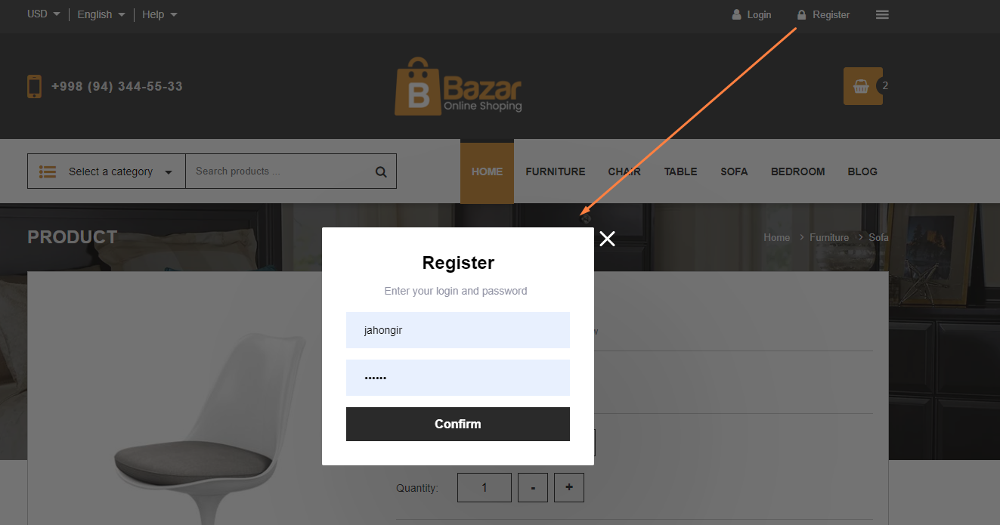 USD English Help Login Register
+998 (94) 344-55-33
B Bazar
Online Shoping
2
Select a category Search products ... HOME FURNITURE CHAIR TABLE SOFA BEDROOM BLOG
PRODUCT
Home > Furniture > Sofa
Register
Enter your login and password
jahongir
••••••
Confirm
Quantity: 1 - +